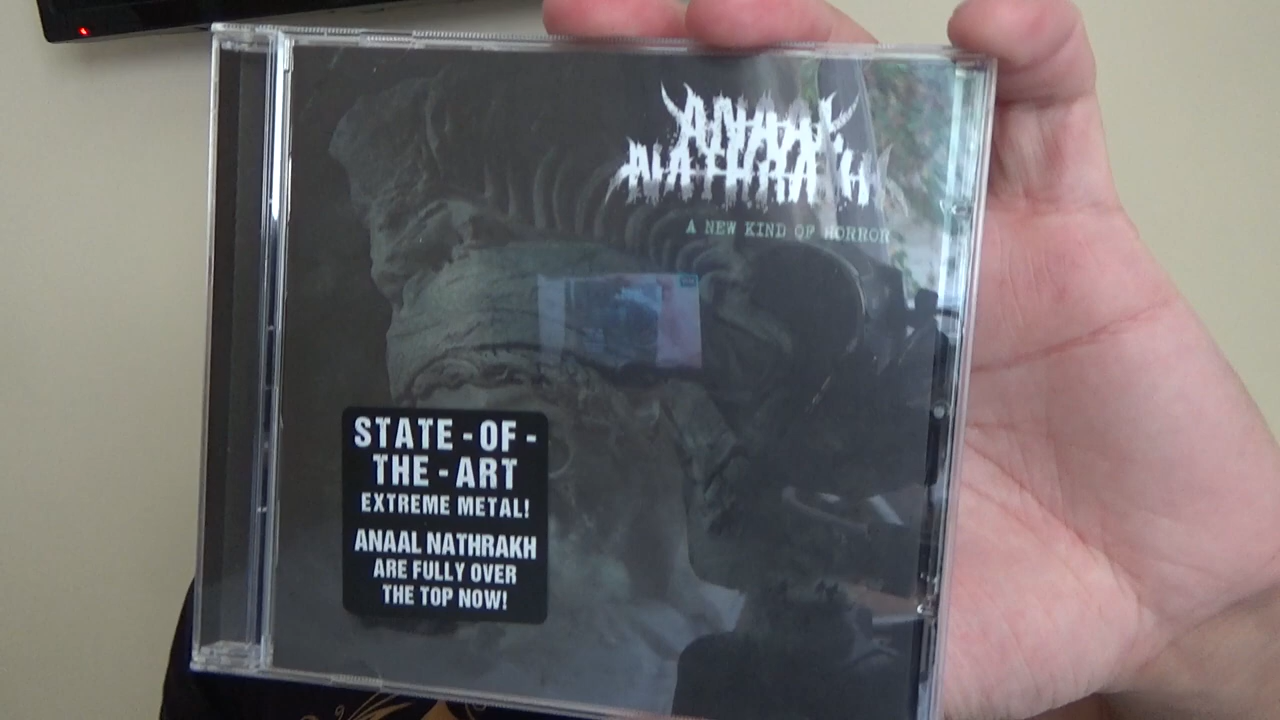 ANAAL
NATHRAKH
A NEW KIND OF HORROR
STATE - OF -
THE - ART
EXTREME METAL!
ANAAL NATHRAKH
ARE FULLY OVER
THE TOP NOW!